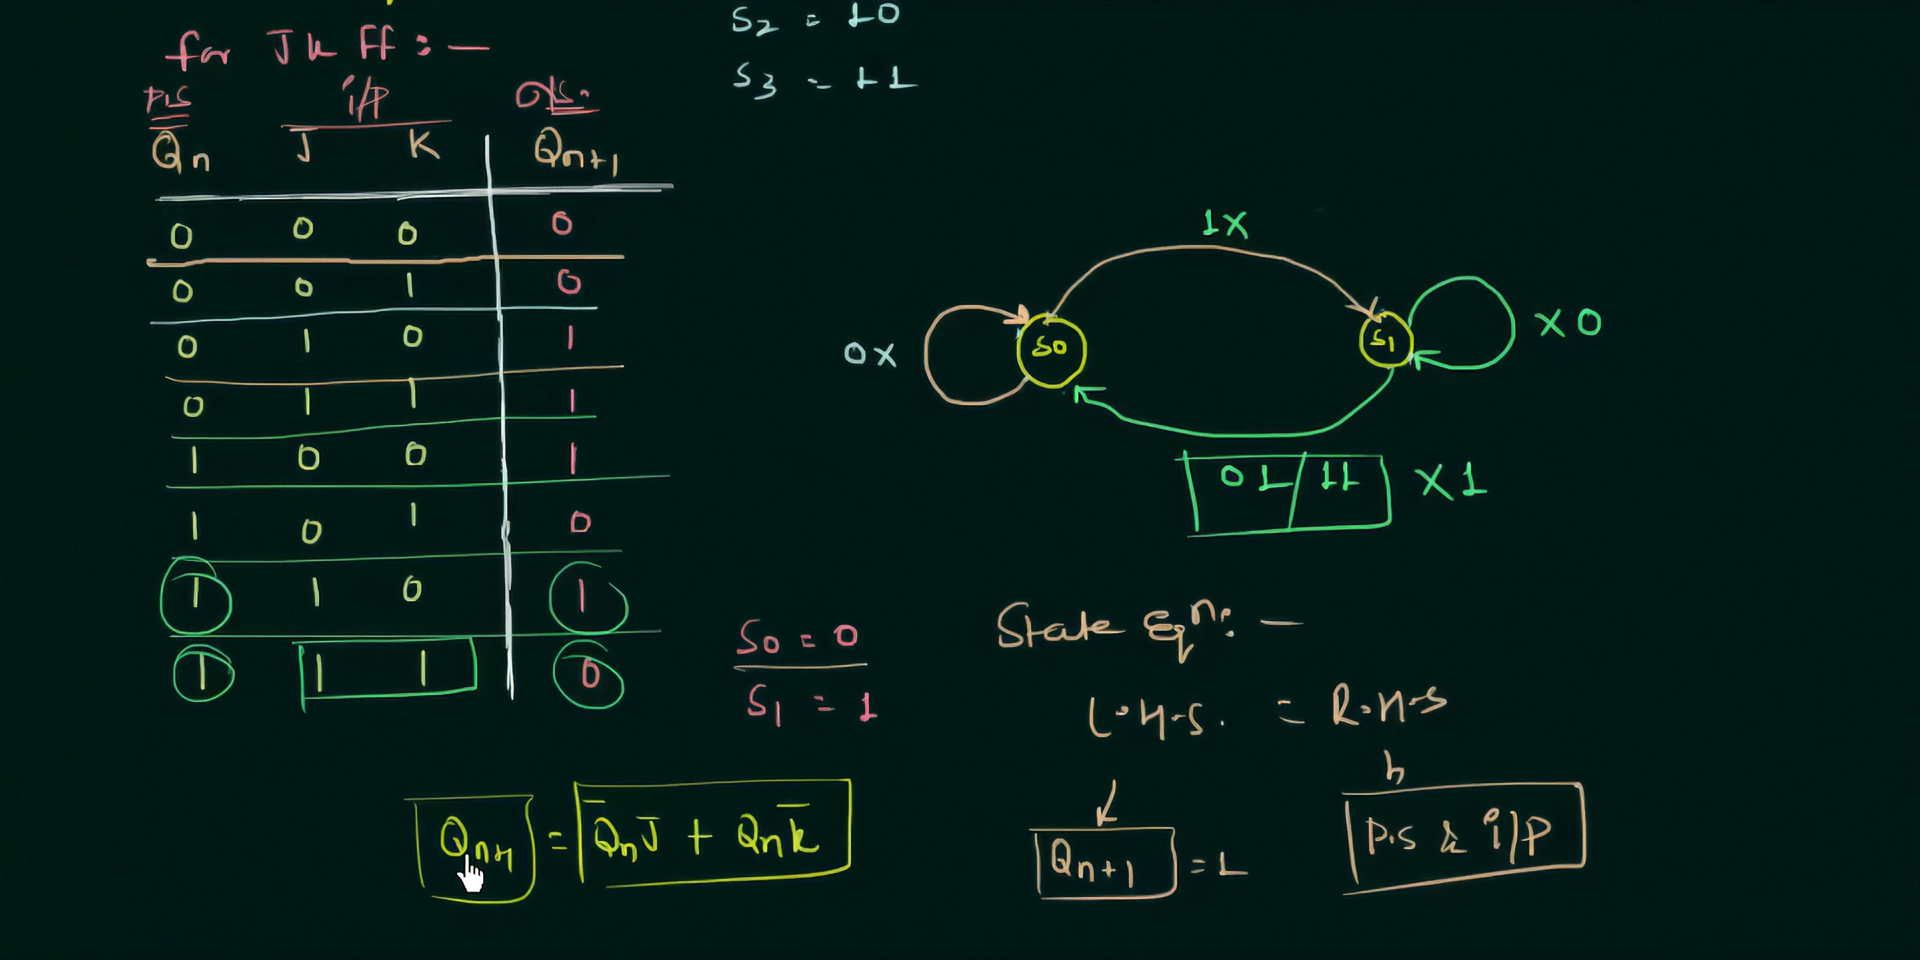 for JK FF : —
S2 = 10
S3 = 11
P.S i/p
Qn J K Qn+1
0 0 0 0
0 0 1 0
0 1 0 1
0 1 1 1
1 0 0 1
1 0 1 0
1 1 0 1
1 1 1 0
1X
0X S0 S1 X0
01/11 X1
S0 = 0
S1 = 1
State Eqn: —
L.H.S. = R.H.S
Qn+1 = Q̅nJ + QnK̅
Qn+1 = 1
P.S & i/p